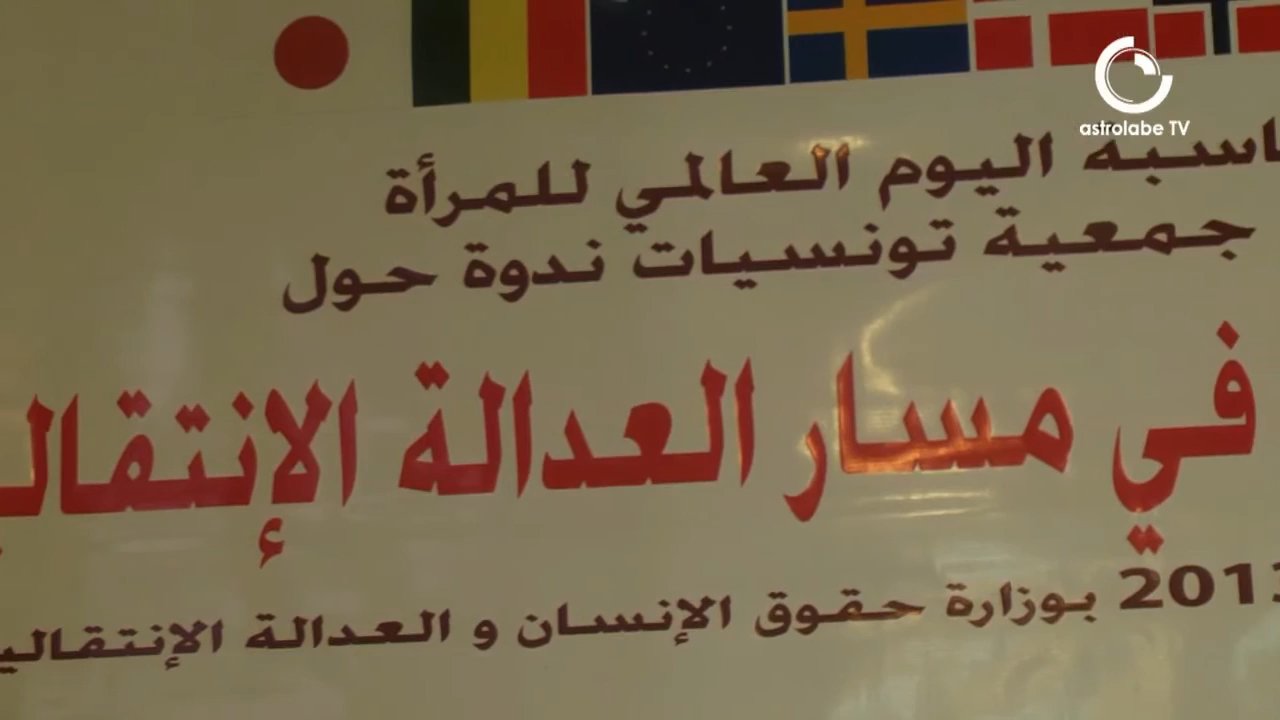 astrolabe TV
اليوم العالمي للمرأة
جمعية تونسيات ندوة حول
في مسار العدالة
بوزارة حقوق الإنسان و العدالة